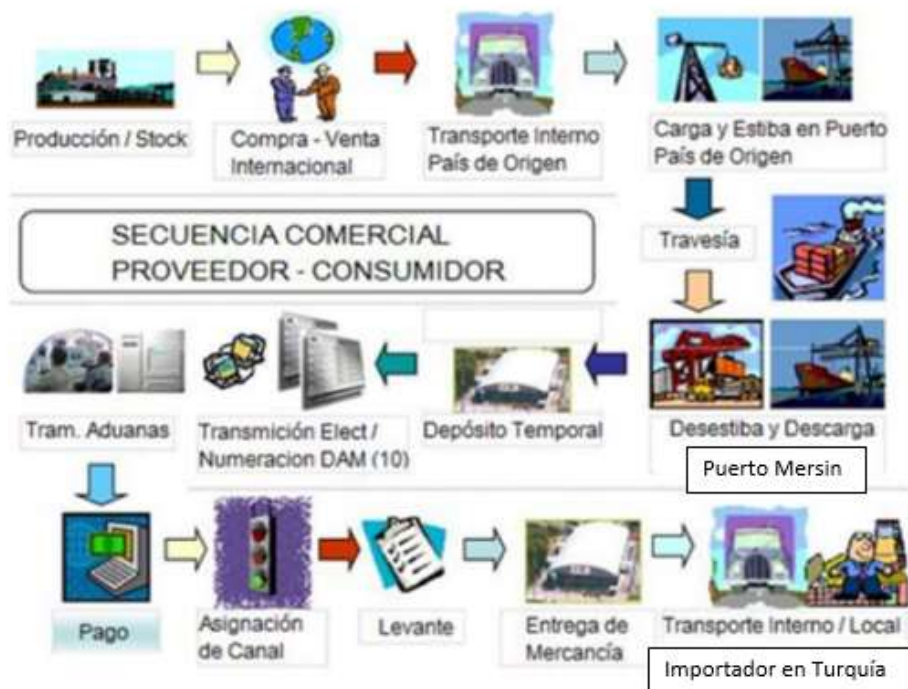 Producción / Stock
Compra - Venta
Internacional
Transporte Interno
País de Origen
Carga y Estiba en Puerto
País de Origen
SECUENCIA COMERCIAL
PROVEEDOR - CONSUMIDOR
Travesía
Desestiba y Descarga
Puerto Mersin
Depósito Temporal
Transmición Elect /
Numeracion DAM (10)
Tram. Aduanas
Pago
Asignación
de Canal
Levante
Entrega de
Mercancía
Transporte Interno / Local
Importador en Turquía